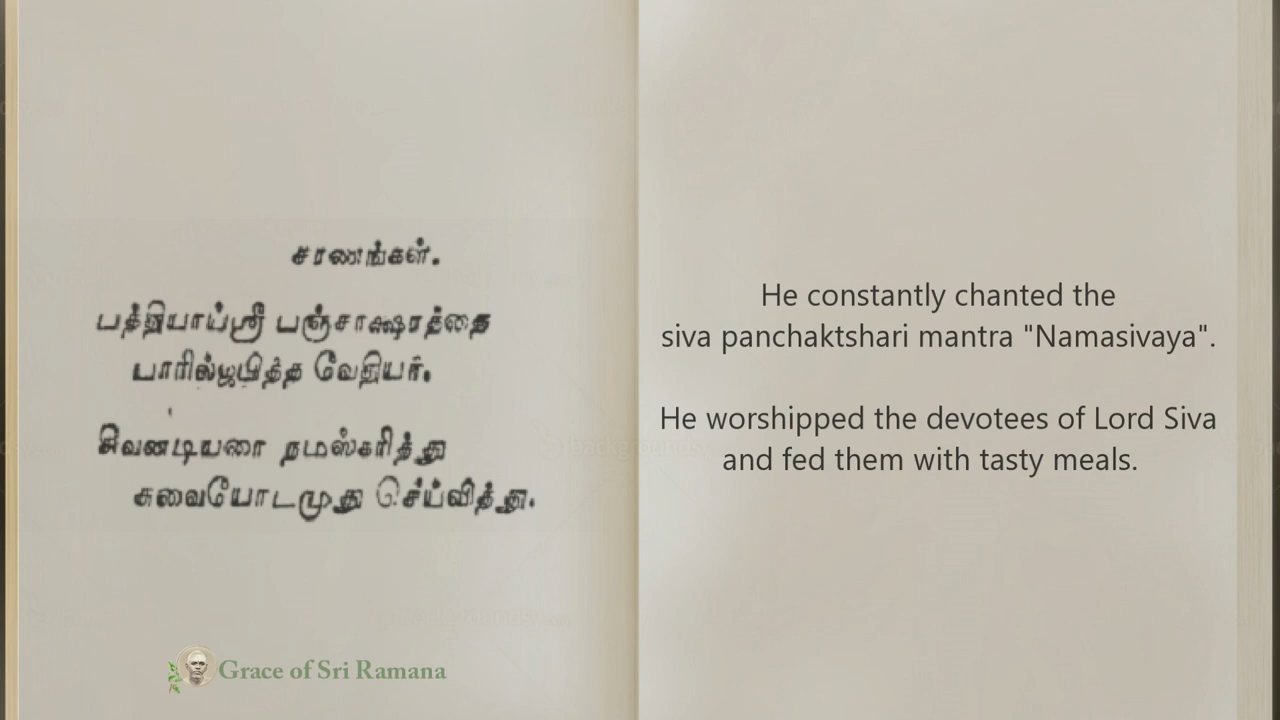 சரணங்கள்.
பத்தியாய்ஸ்ரீ பஞ்சாக்ஷரத்தை
பாரில்ஜபித்த வேதியர்.
சிவனடியரை நமஸ்கரித்து
சுவையோடமுது செய்வித்து.
Grace of Sri Ramana
He constantly chanted the
siva panchaktshari mantra "Namasivaya".
He worshipped the devotees of Lord Siva
and fed them with tasty meals.